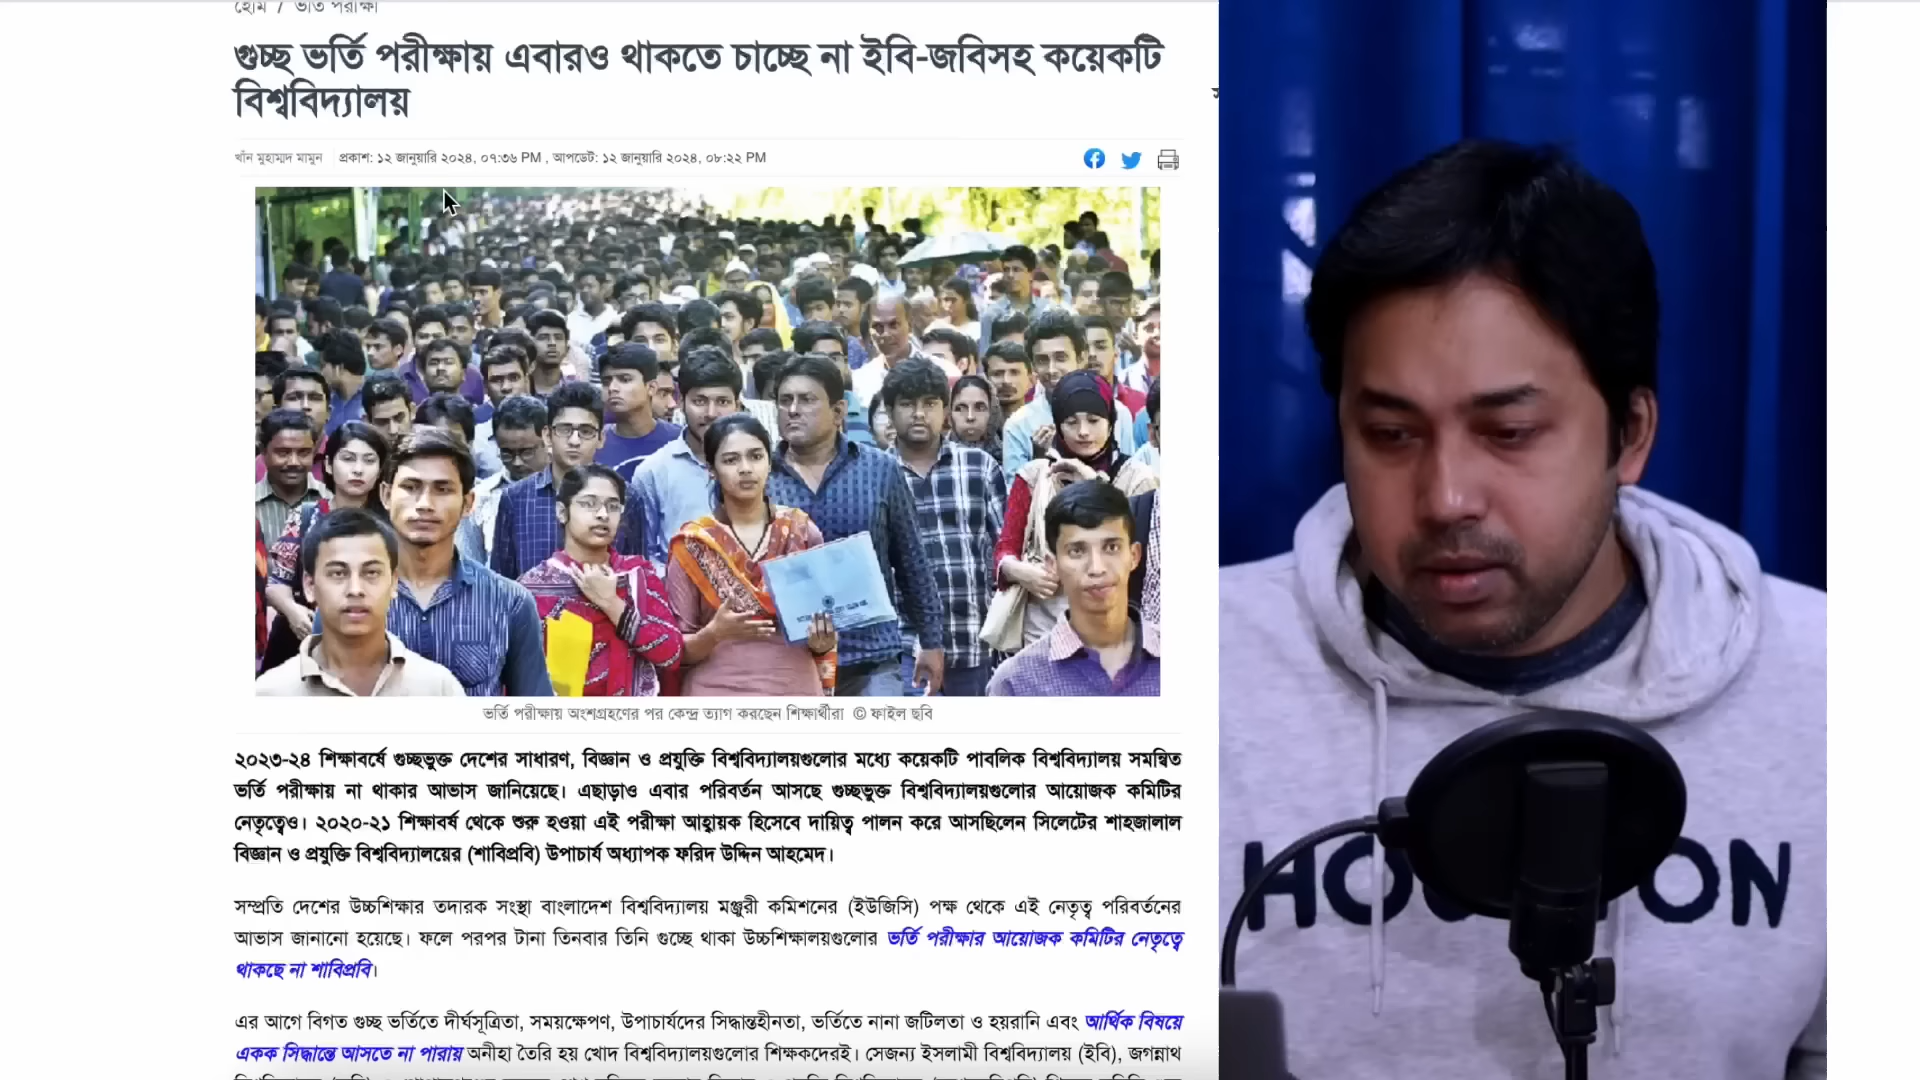 হোম / ভর্তি পরীক্ষা
গুচ্ছ ভর্তি পরীক্ষায় এবারও থাকতে চাচ্ছে না ইবি-জবিসহ কয়েকটি
বিশ্ববিদ্যালয়
খাঁন মুহাম্মদ মামুন প্রকাশ: ১২ জানুয়ারি ২০২৪, ০৭:৩৬ PM , আপডেট: ১২ জানুয়ারি ২০২৪, ০৮:২২ PM
ভর্তি পরীক্ষায় অংশগ্রহণের পর কেন্দ্র ত্যাগ করছেন শিক্ষার্থীরা © ফাইল ছবি
২০২৩-২৪ শিক্ষাবর্ষে গুচ্ছভুক্ত দেশের সাধারণ, বিজ্ঞান ও প্রযুক্তি বিশ্ববিদ্যালয়গুলোর মধ্যে কয়েকটি পাবলিক বিশ্ববিদ্যালয় সমন্বিত
ভর্তি পরীক্ষায় না থাকার আভাস জানিয়েছে। এছাড়াও এবার পরিবর্তন আসছে গুচ্ছভুক্ত বিশ্ববিদ্যালয়গুলোর আয়োজক কমিটির
নেতৃত্বেও। ২০২০-২১ শিক্ষাবর্ষ থেকে শুরু হওয়া এই পরীক্ষা আহ্বায়ক হিসেবে দায়িত্ব পালন করে আসছিলেন সিলেটের শাহজালাল
বিজ্ঞান ও প্রযুক্তি বিশ্ববিদ্যালয়ের (শাবিপ্রবি) উপাচার্য অধ্যাপক ফরিদ উদ্দিন আহমেদ।
সম্প্রতি দেশের উচ্চশিক্ষার তদারক সংস্থা বাংলাদেশ বিশ্ববিদ্যালয় মঞ্জুরী কমিশনের (ইউজিসি) পক্ষ থেকে এই নেতৃত্ব পরিবর্তনের
আভাস জানানো হয়েছে। ফলে পরপর টানা তিনবার তিনি গুচ্ছে থাকা উচ্চশিক্ষালয়গুলোর ভর্তি পরীক্ষার আয়োজক কমিটির নেতৃত্বে
থাকছে না শাবিপ্রবি।
এর আগে বিগত গুচ্ছ ভর্তিতে দীর্ঘসূত্রিতা, সময়ক্ষেপণ, উপাচার্যদের সিদ্ধান্তহীনতা, ভর্তিতে নানা জটিলতা ও হয়রানি এবং আর্থিক বিষয়ে
একক সিদ্ধান্তে আসতে না পারায় অনীহা তৈরি হয় খোদ বিশ্ববিদ্যালয়গুলোর শিক্ষকদেরই। সেজন্য ইসলামী বিশ্ববিদ্যালয় (ইবি), জগন্নাথ